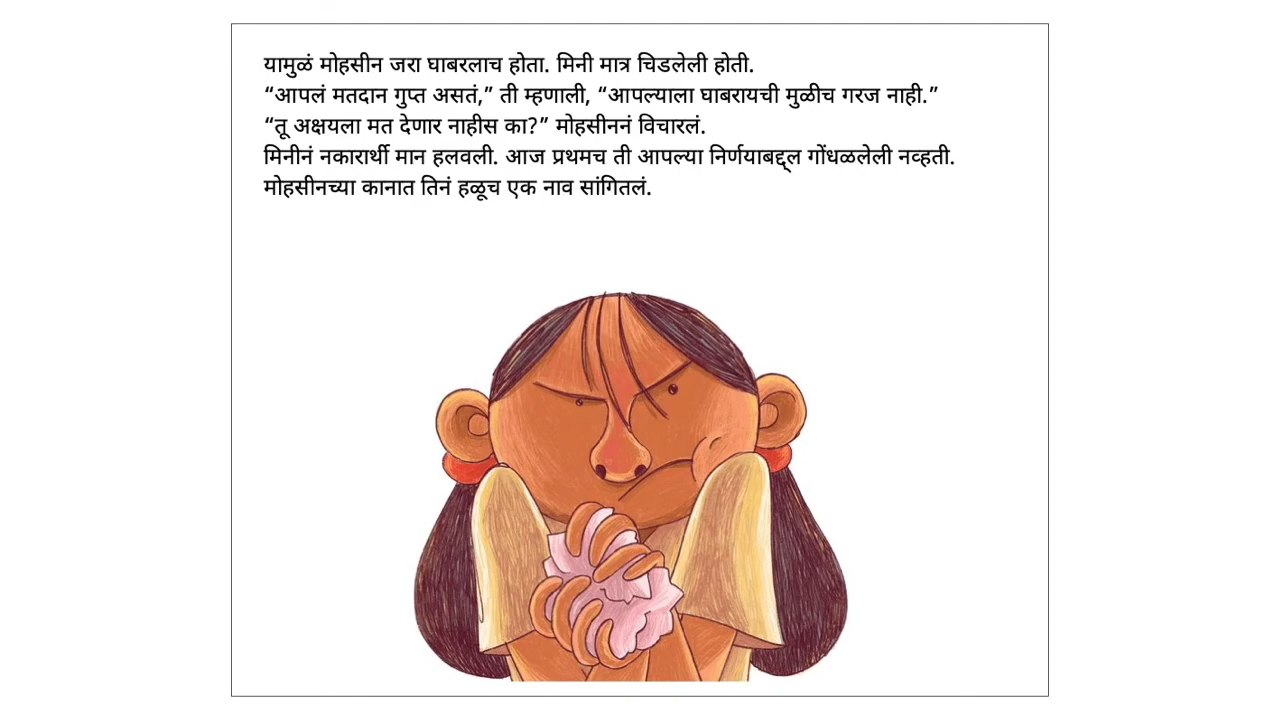 यामुळं मोहसीन जरा घाबरलाच होता. मिनी मात्र चिडलेली होती.
“आपलं मतदान गुप्त असतं,” ती म्हणाली, “आपल्याला घाबरायची मुळीच गरज नाही.”
“तू अक्षयला मत देणार नाहीस का?” मोहसीननं विचारलं.
मिनीनं नकारार्थी मान हलवली. आज प्रथमच ती आपल्या निर्णयाबद्द्ल गोंधळलेली नव्हती.
मोहसीनच्या कानात तिनं हळूच एक नाव सांगितलं.